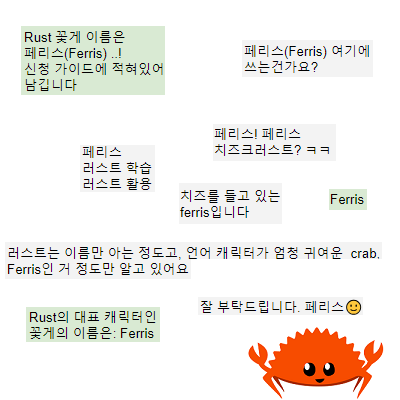 Rust 꽃게 이름은
페리스(Ferris) ..!
신청 가이드에 적혀있어
남깁니다
페리스(Ferris) 여기에
쓰는건가요?
페리스! 페리스
치즈크러스트? ㅋㅋ
페리스
러스트 학습
러스트 활용
치즈를 들고 있는
ferris입니다
Ferris
러스트는 이름만 아는 정도고, 언어 캐릭터가 엄청 귀여운 crab,
Ferris인 거 정도만 알고 있어요
잘 부탁드립니다. 페리스🙂
Rust의 대표 캐릭터인
꽃게의 이름은: Ferris